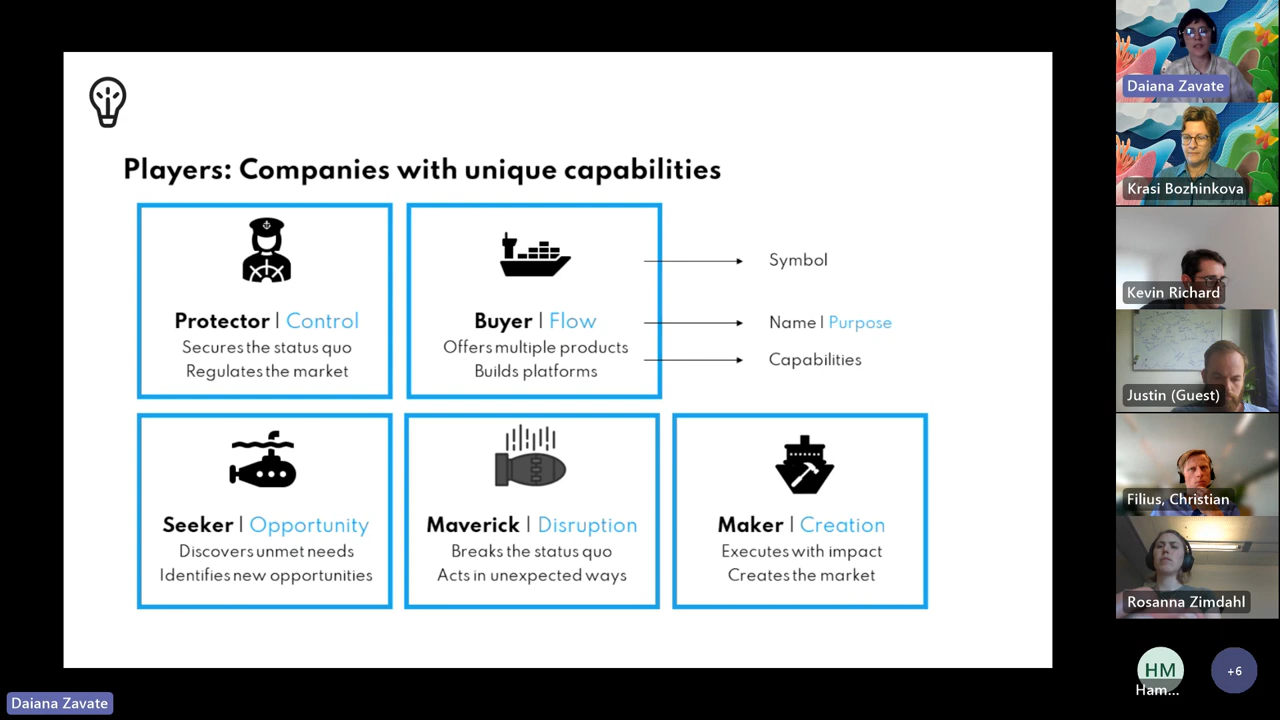 Players: Companies with unique capabilities
Protector | Control
Secures the status quo
Regulates the market
Buyer | Flow
Offers multiple products
Builds platforms
Symbol
Name | Purpose
Capabilities
Seeker | Opportunity
Discovers unmet needs
Identifies new opportunities
Maverick | Disruption
Breaks the status quo
Acts in unexpected ways
Maker | Creation
Executes with impact
Creates the market
Daiana Zavate
Krasi Bozhinkova
Kevin Richard
Justin (Guest)
Filius, Christian
Rosanna Zimdahl
HM
Ham...
+6
Daiana Zavate